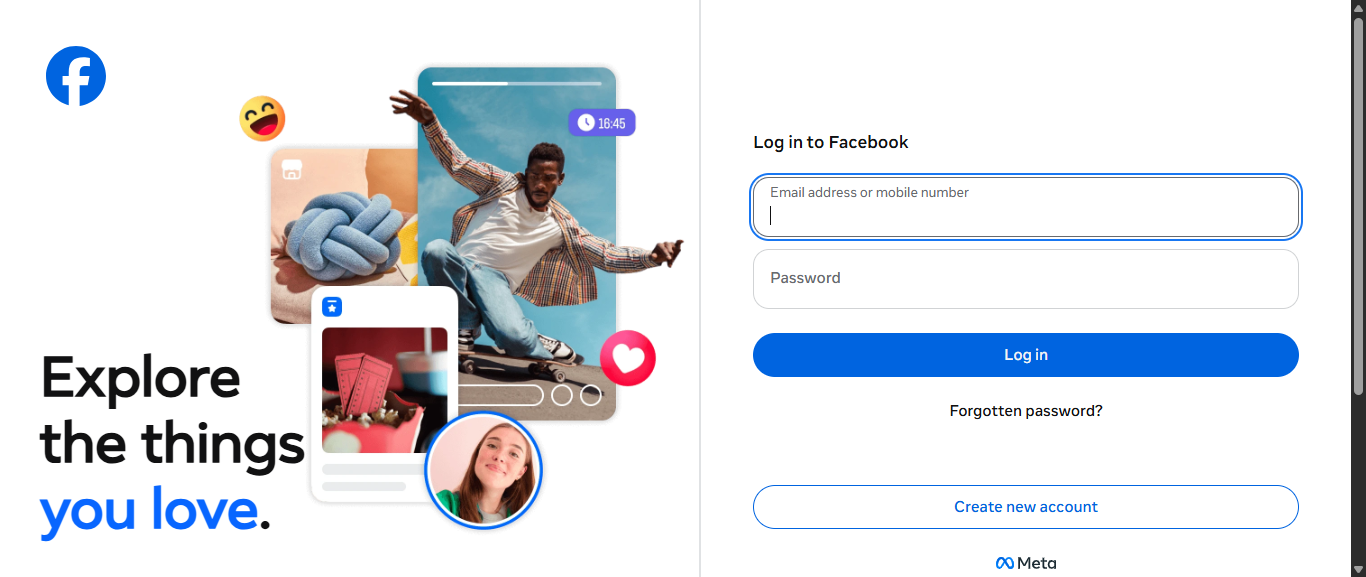 16:45
Explore
the things
you love.
Log in to Facebook
Email address or mobile number
Password
Log in
Forgotten password?
Create new account
Meta